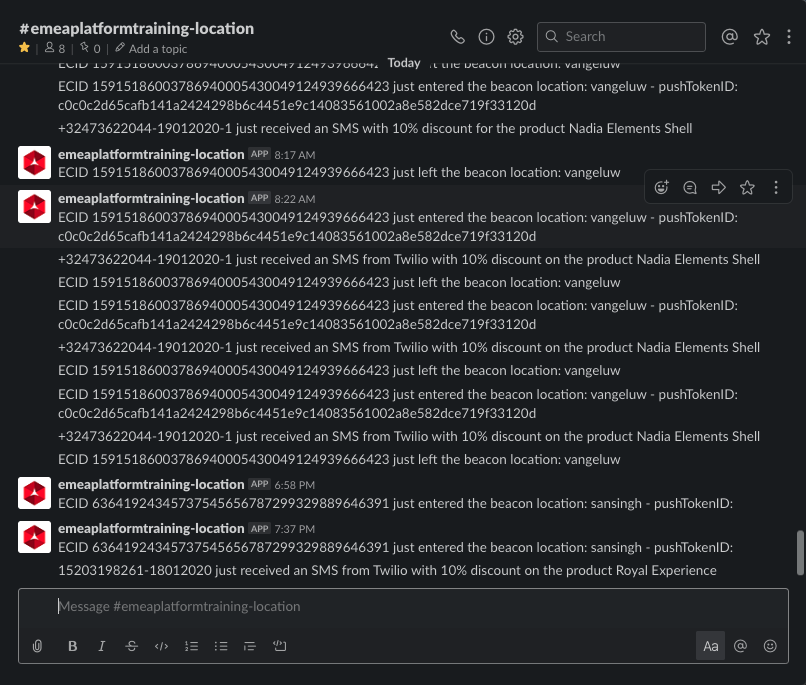 #emeaplatformtraining-location
8
0
Add a topic
Search
Today
ECID 15915186003786940005430049124939666423 just entered the beacon location: vangeluw - pushTokenID:
c0c0c2d65cafb141a2424298b6c4451e9c14083561002a8e582dce719f33120d
+32473622044-19012020-1 just received an SMS with 10% discount for the product Nadia Elements Shell
emeaplatformtraining-location APP 8:17 AM
ECID 15915186003786940005430049124939666423 just left the beacon location: vangeluw
emeaplatformtraining-location APP 8:22 AM
ECID 15915186003786940005430049124939666423 just entered the beacon location: vangeluw - pushTokenID:
c0c0c2d65cafb141a2424298b6c4451e9c14083561002a8e582dce719f33120d
+32473622044-19012020-1 just received an SMS from Twilio with 10% discount on the product Nadia Elements Shell
ECID 15915186003786940005430049124939666423 just left the beacon location: vangeluw
ECID 15915186003786940005430049124939666423 just entered the beacon location: vangeluw - pushTokenID:
c0c0c2d65cafb141a2424298b6c4451e9c14083561002a8e582dce719f33120d
+32473622044-19012020-1 just received an SMS from Twilio with 10% discount on the product Nadia Elements Shell
ECID 15915186003786940005430049124939666423 just left the beacon location: vangeluw
ECID 15915186003786940005430049124939666423 just entered the beacon location: vangeluw - pushTokenID:
c0c0c2d65cafb141a2424298b6c4451e9c14083561002a8e582dce719f33120d
+32473622044-19012020-1 just received an SMS from Twilio with 10% discount on the product Nadia Elements Shell
ECID 15915186003786940005430049124939666423 just left the beacon location: vangeluw
emeaplatformtraining-location APP 6:58 PM
ECID 63641924345737545656787299329889646391 just entered the beacon location: sansingh - pushTokenID:
emeaplatformtraining-location APP 7:37 PM
ECID 63641924345737545656787299329889646391 just entered the beacon location: sansingh - pushTokenID:
15203198261-18012020 just received an SMS from Twilio with 10% discount on the product Royal Experience
Message #emeaplatformtraining-location
B I S </> Aa @